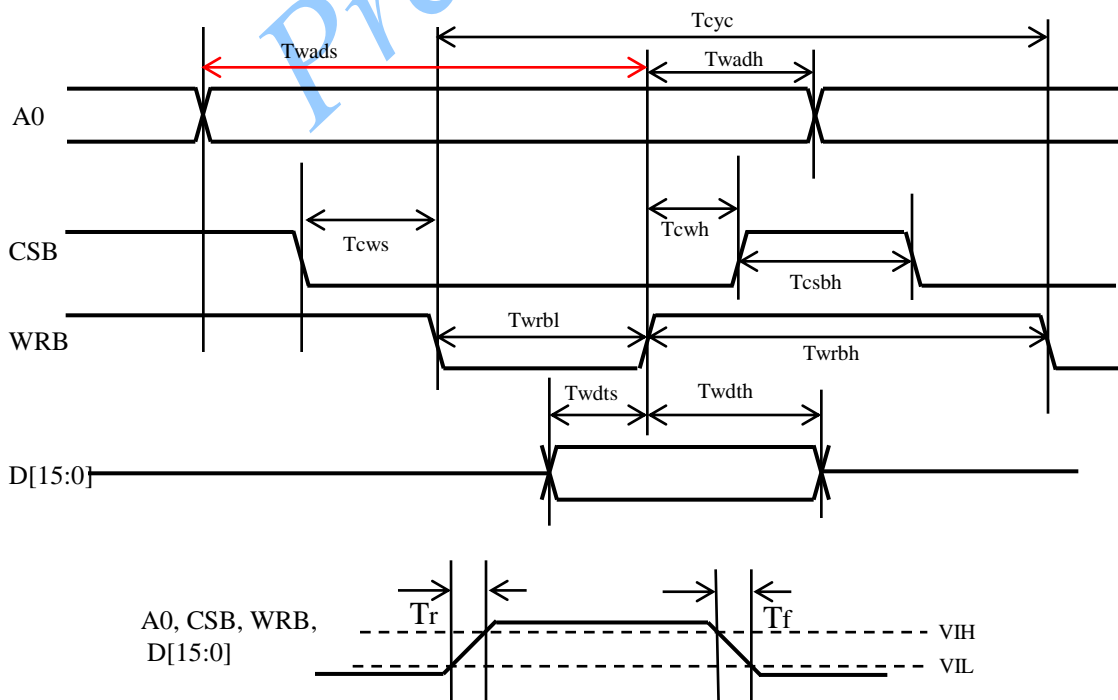 Tcyc
Twads
Twadh
A0
Tcws
Tcwh
CSB
Tcsbh
Twrbl
WRB
Twrbh
Twdts
Twdth
D[15:0]
Tr
Tf
A0, CSB, WRB,
D[15:0]
VIH
VIL